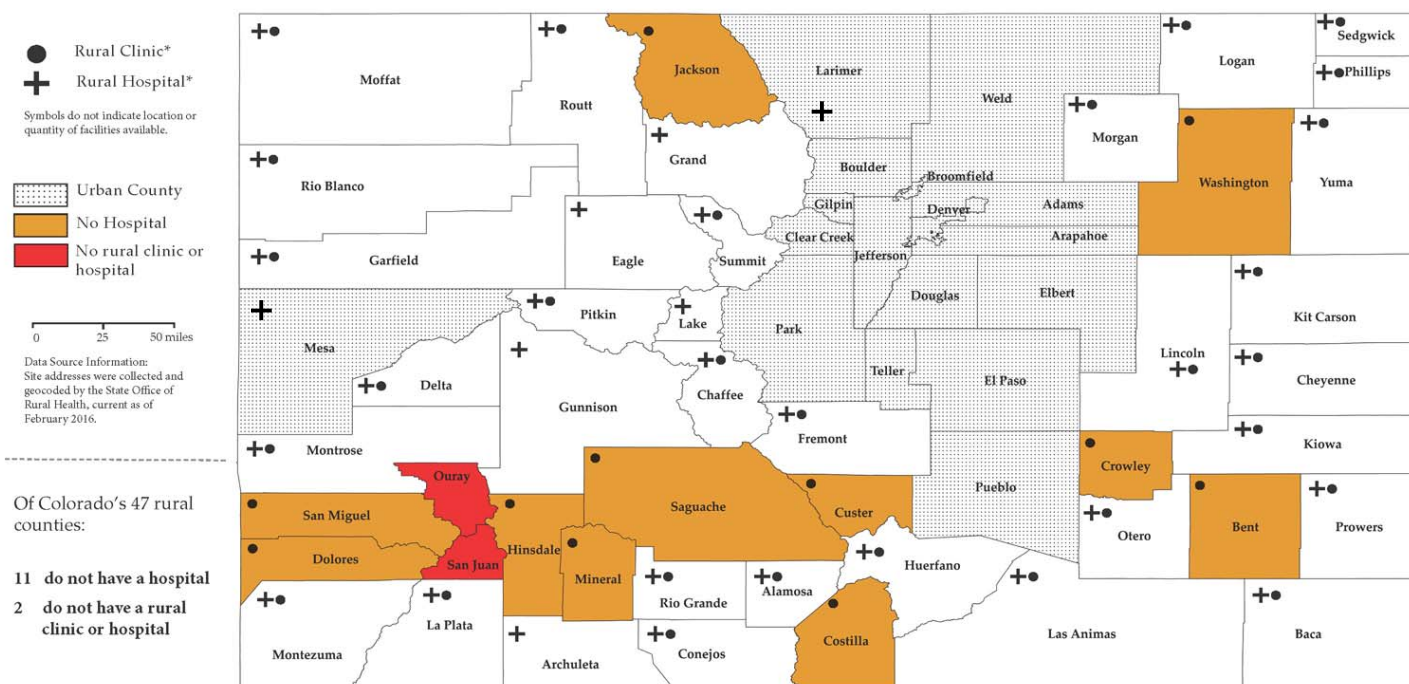 Rural Clinic*
Rural Hospital*
Symbols do not indicate location or
quantity of facilities available.
Urban County
No Hospital
No rural clinic or
hospital
0 25 50 miles
Data Source Information:
Site addresses were collected and
geocoded by the State Office of
Rural Health, current as of
February 2016.
Of Colorado's 47 rural
counties:
11 do not have a hospital
2 do not have a rural
clinic or hospital
Moffat
Routt
Jackson
Larimer
Weld
Logan
Sedgwick
Phillips
Morgan
Washington
Yuma
Rio Blanco
Grand
Boulder
Broomfield
Gilpin
Denver
Adams
Clear Creek
Arapahoe
Jefferson
Garfield
Eagle
Summit
Douglas
Elbert
Kit Carson
Mesa
Pitkin
Lake
Park
Lincoln
Delta
Gunnison
Chaffee
Teller
El Paso
Cheyenne
Montrose
Fremont
Kiowa
Ouray
Crowley
Pueblo
San Miguel
Saguache
Custer
Otero
Bent
Prowers
Dolores
San Juan
Hinsdale
Mineral
Rio Grande
Alamosa
Huerfano
Montezuma
La Plata
Archuleta
Conejos
Costilla
Las Animas
Baca